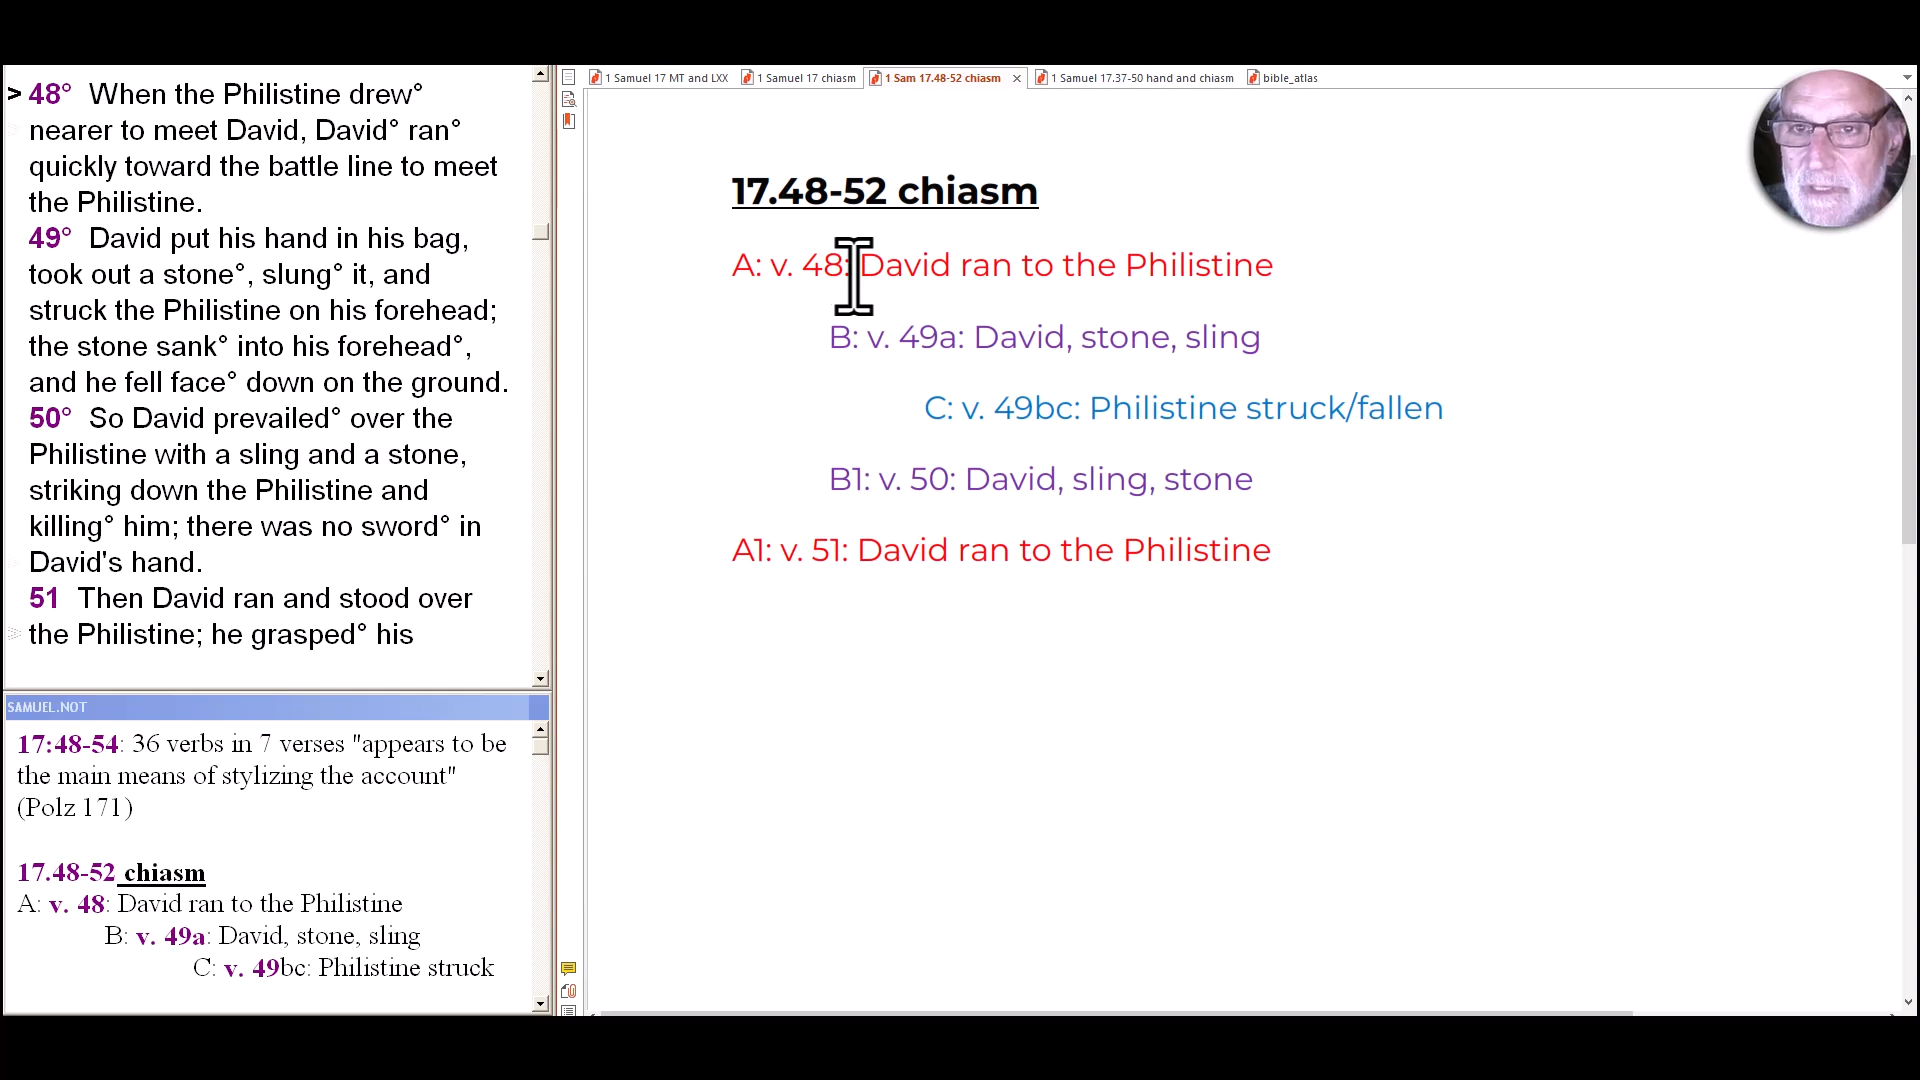 1 Samuel 17 MT and LXX
1 Samuel 17 chiasm
1 Sam 17.48-52 chiasm
1 Samuel 17.37-50 hand and chiasm
bible_atlas
> 48° When the Philistine drew°
nearer to meet David, David° ran°
quickly toward the battle line to meet
the Philistine.
49° David put his hand in his bag,
took out a stone°, slung° it, and
struck the Philistine on his forehead;
the stone sank° into his forehead°,
and he fell face° down on the ground.
50° So David prevailed° over the
Philistine with a sling and a stone,
striking down the Philistine and
killing° him; there was no sword° in
David's hand.
51 Then David ran and stood over
the Philistine; he grasped° his
SAMUEL.NOT
17:48-54: 36 verbs in 7 verses "appears to be
the main means of stylizing the account"
(Polz 171)
17.48-52 chiasm
A: v. 48: David ran to the Philistine
B: v. 49a: David, stone, sling
C: v. 49bc: Philistine struck
17.48-52 chiasm
A: v. 48: David ran to the Philistine
B: v. 49a: David, stone, sling
C: v. 49bc: Philistine struck/fallen
B1: v. 50: David, sling, stone
A1: v. 51: David ran to the Philistine